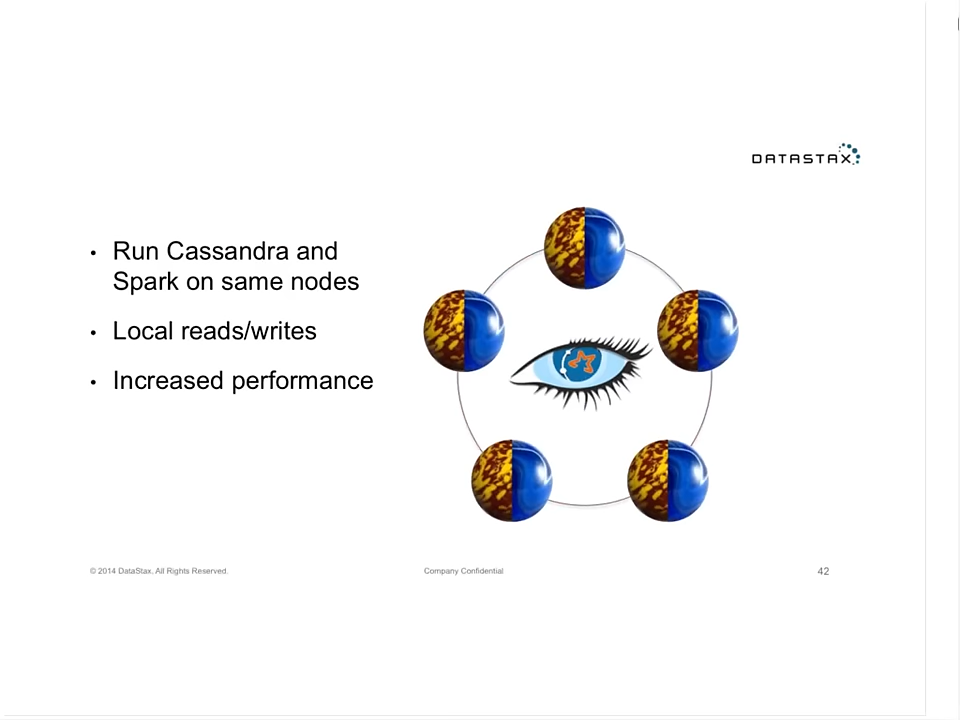 DATASTAX
• Run Cassandra and
Spark on same nodes
• Local reads/writes
• Increased performance
© 2014 DataStax, All Rights Reserved.
Company Confidential
42